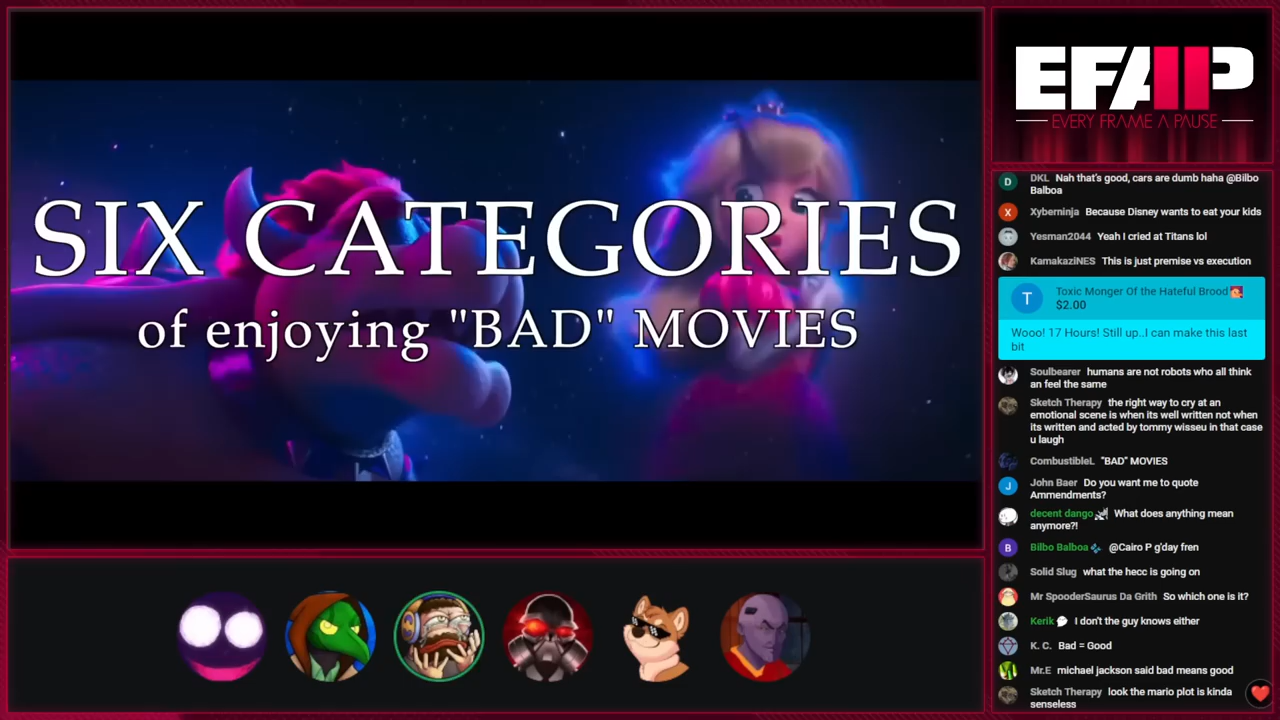 SIX CATEGORIES
of enjoying "BAD" MOVIES
EFAP
EVERY FRAME A PAUSE
D
DKL Nah that's good, cars are dumb haha @Bilbo
Balboa
X
Xyberninja Because Disney wants to eat your kids
Yesman2044 Yeah I cried at Titans lol
KamakaziNES This is just premise vs execution
T
Toxic Monger Of the Hateful Brood
$2.00
Wooo! 17 Hours! Still up..I can make this last
bit
Soulbearer humans are not robots who all think
an feel the same
Sketch Therapy the right way to cry at an
emotional scene is when its well written not when
its written and acted by tommy wisseu in that case
u laugh
CombustibleL "BAD" MOVIES
J
John Baer Do you want me to quote
Ammendments?
decent dango What does anything mean
anymore?!
B
Bilbo Balboa @Cairo P g'day fren
Solid Slug what the hecc is going on
Mr SpooderSaurus Da Grith So which one is it?
Kerik I don't the guy knows either
K. C. Bad = Good
Mr.E michael jackson said bad means good
Sketch Therapy look the mario plot is kinda
senseless